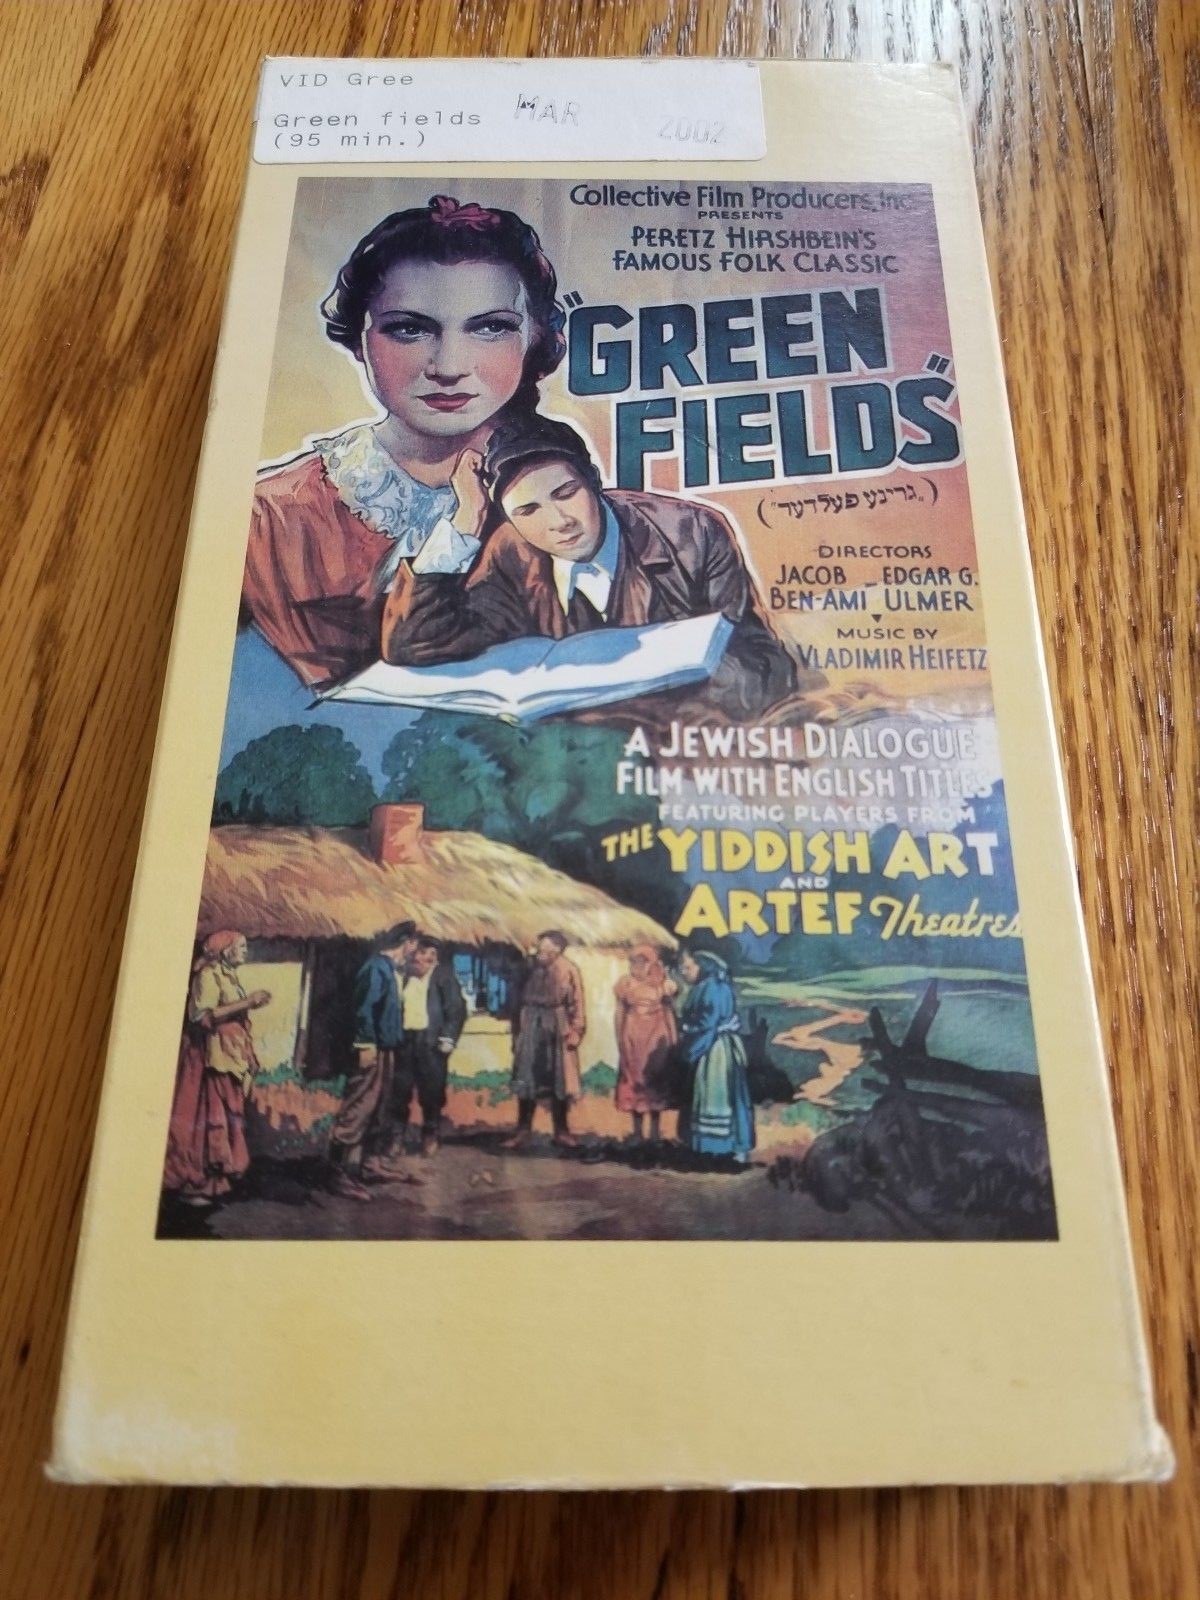 VID Gree
Green fields MAR 2002
(95 min.)
Collective Film Producers, Inc.
PRESENTS
PERETZ HIRSHBEIN'S
FAMOUS FOLK CLASSIC
"GREEN
FIELDS"
("גרינע פעלדער")
DIRECTORS
JACOB BEN-AMI - EDGAR G. ULMER
MUSIC BY
VLADIMIR HEIFETZ
A JEWISH DIALOGUE
FILM WITH ENGLISH TITLES
FEATURING PLAYERS FROM
THE YIDDISH ART
AND
ARTEF Theatres